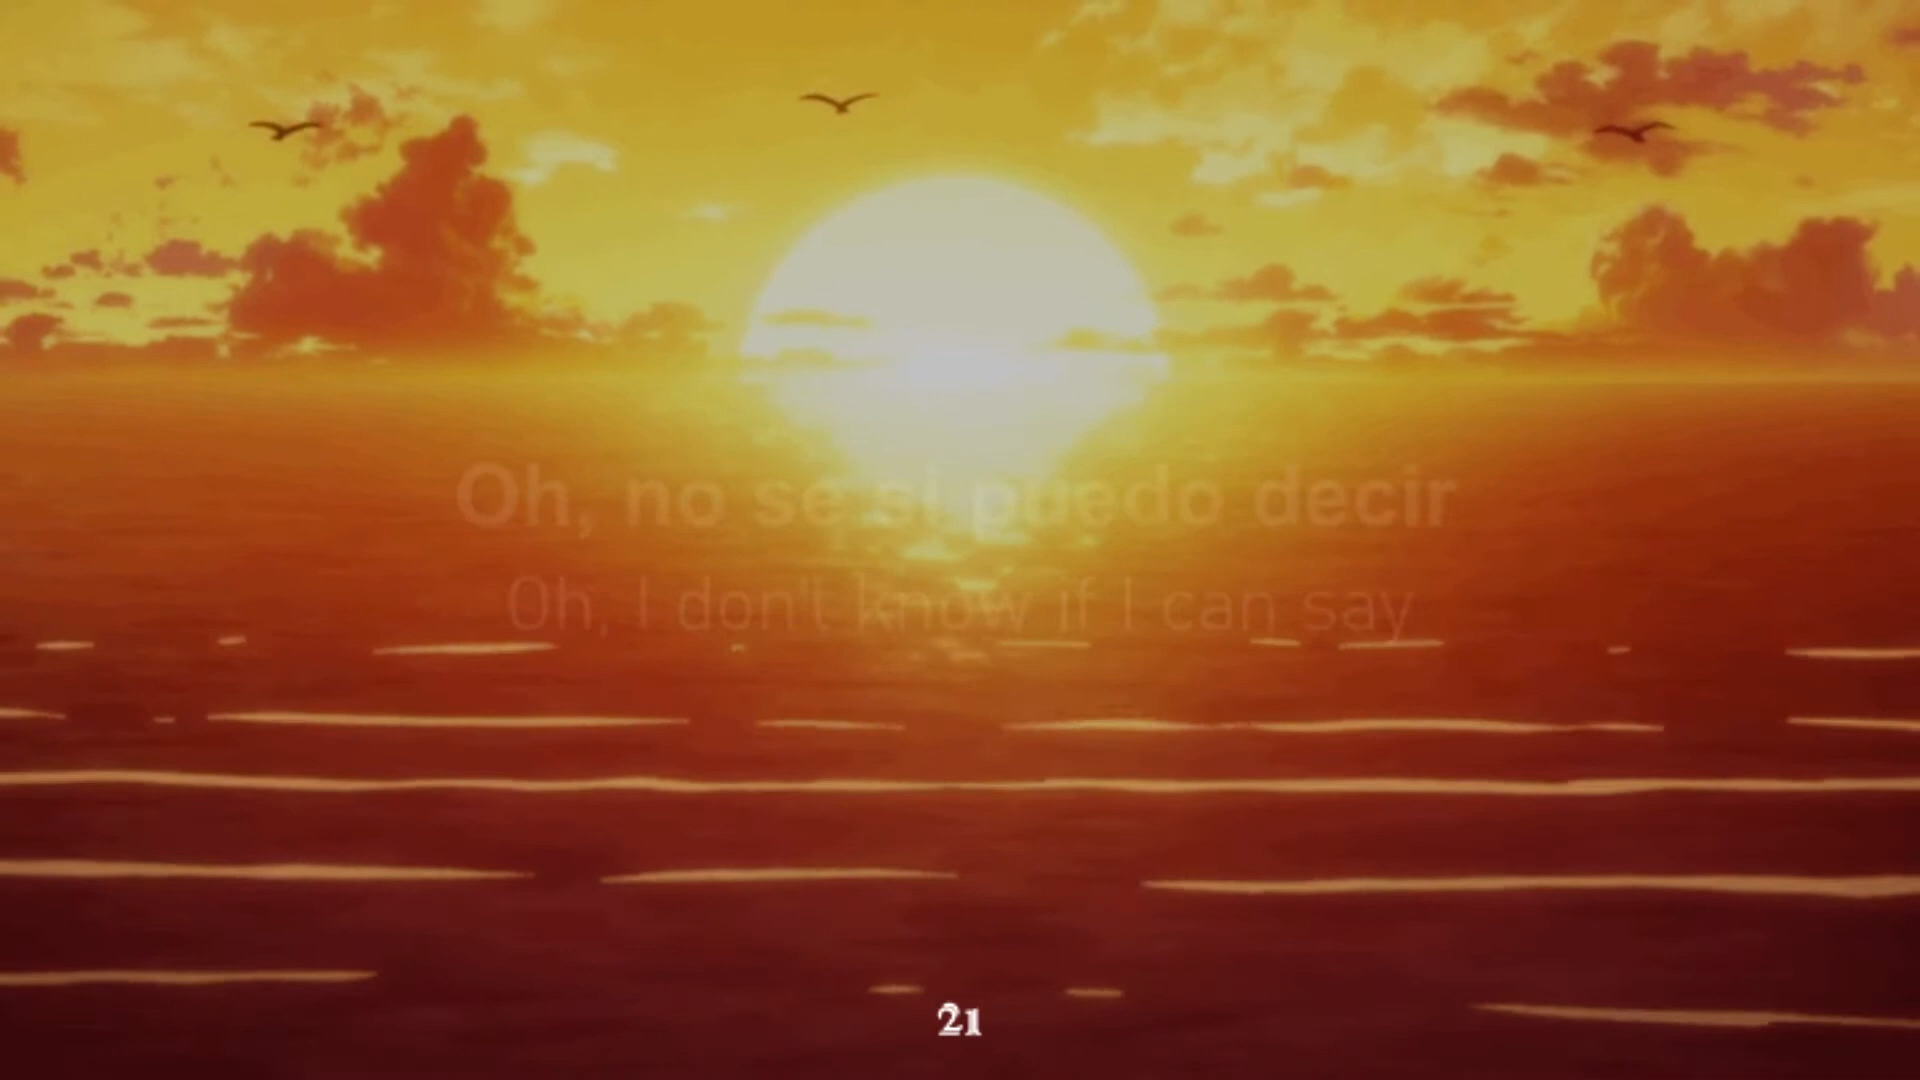 Oh, no se si puedo decir
Oh, I don't know if I can say
21